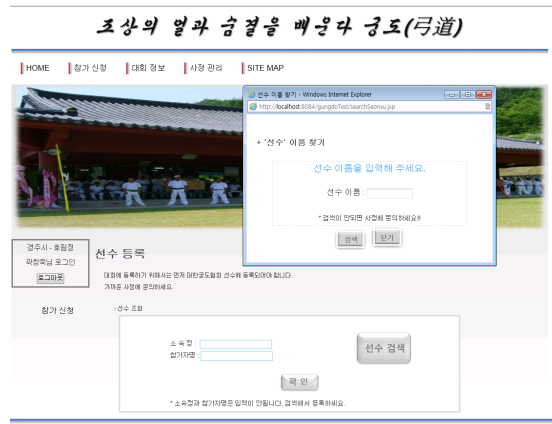 조상의 얼과 숨결을 배운다 궁도(弓道)
HOME 참가 신청 대회 정보 사정 관리 SITE MAP
선수 이름 찾기 - Windows Internet Explorer
http://localhost:8084/gungdoTest/searchSeonsu.jsp
+ '선수' 이름 찾기
선수 이름을 입력해 주세요.
선수 이름 :
* 검색이 안되면 사정에 문의하세요!!
검색 닫기
경주시 - 호림정
님 로그인
로그아웃
선수 등록
대회에 등록하기 위해서는 먼저 대한궁도협회 선수에 등록되어야 합니다.
가까운 사정에 문의하세요.
참가 신청
- 선수 조회
소 속 정 :
참가자명 :
선수 검색
확 인
* 소속정과 참가자명은 입력이 안됩니다. 검색해서 등록하세요.